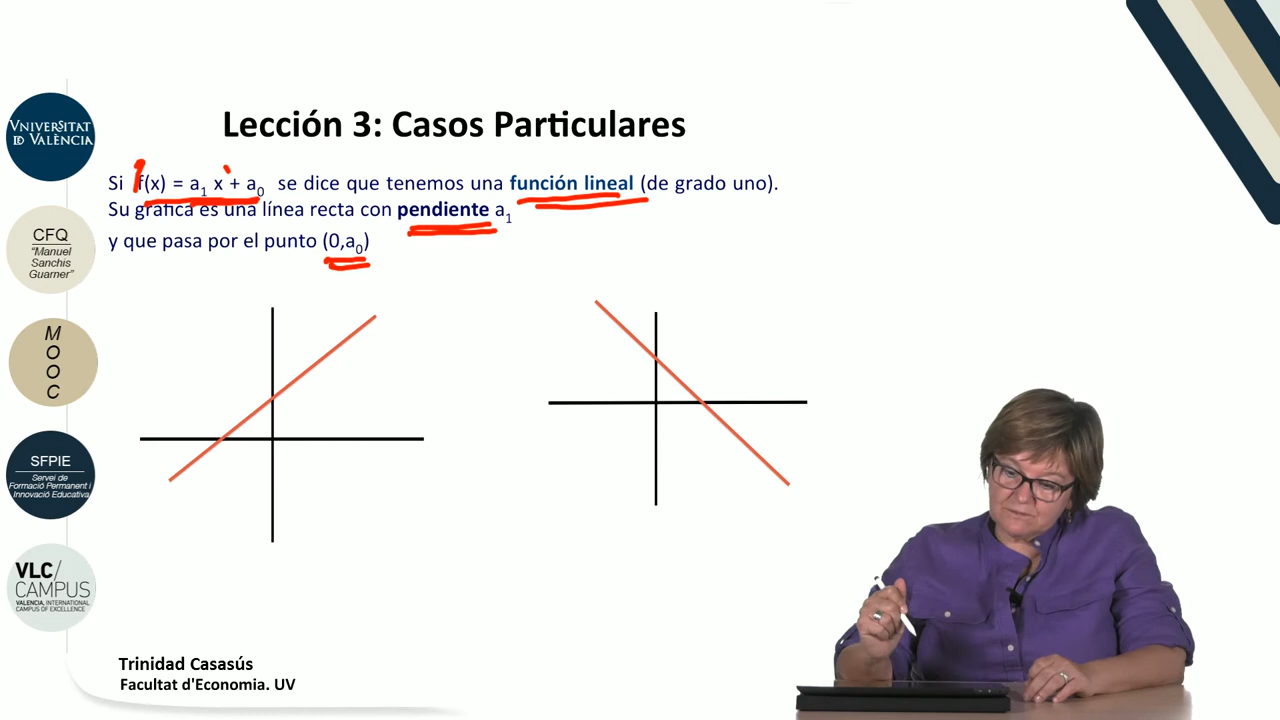 Lección 3: Casos Particulares
Si f(x) = a₁ x + a₀ se dice que tenemos una función lineal (de grado uno).
Su gráfica es una línea recta con pendiente a₁
y que pasa por el punto (0,a₀)
VNIVERSITAT
DE VALÈNCIA
CFQ
"Manuel
Sanchis
Guarner"
M
O
O
C
SFPIE
Servei de
Formació Permanent i
Innovació Educativa
VLC/
CAMPUS
VALENCIA, INTERNATIONAL
CAMPUS OF EXCELLENCE
Trinidad Casasús
Facultat d'Economia. UV